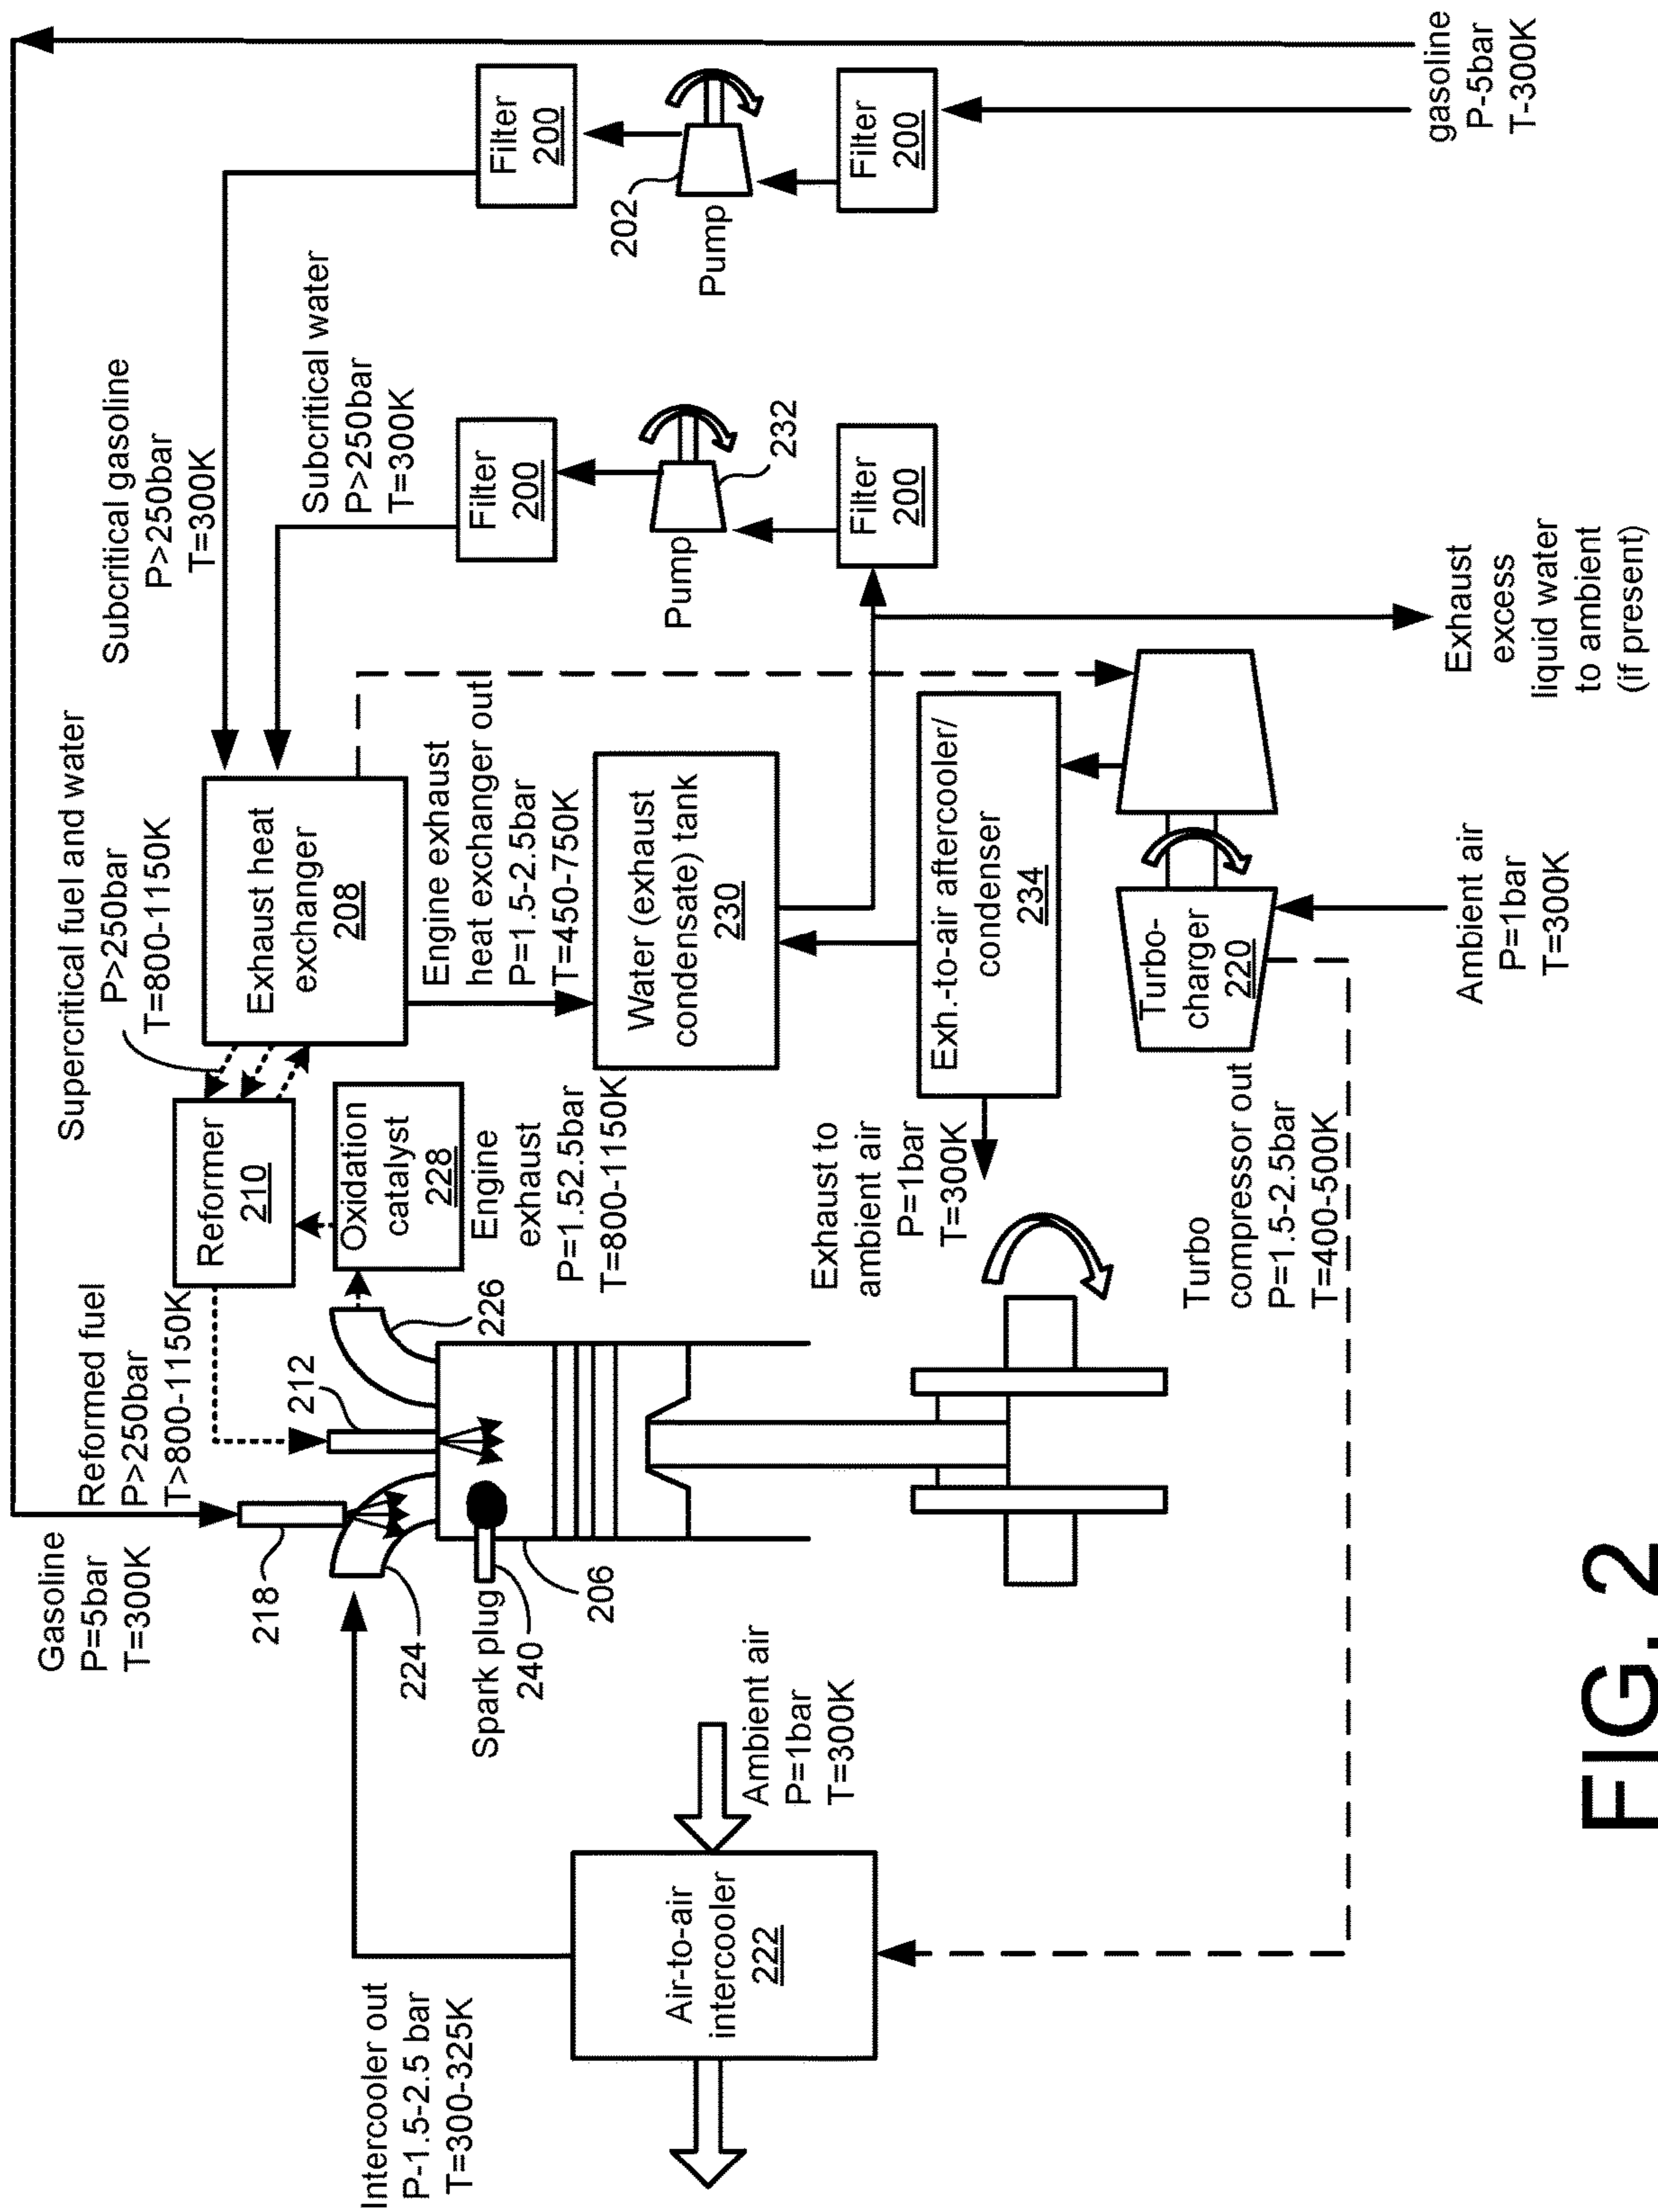 Gasoline
P=5bar
T=300K
Reformed fuel
P>250bar
T>800-1150K
Supercritical fuel and water
P>250bar
T=800-1150K
Subcritical gasoline
P>250bar
T=300K
Subcritical water
P>250bar
T=300K
218
212
226
224
Reformer
210
Exhaust heat
exchanger
208
Oxidation
catalyst
228
Engine
exhaust
P=1.52.5bar
T=800-1150K
Engine exhaust
heat exchanger out
P=1.5-2.5bar
T=450-750K
Filter
200
Filter
200
202
Pump
232
Pump
Filter
200
Filter
200
Spark plug
240
206
Water (exhaust
condensate) tank
230
Intercooler out
P-1.5-2.5 bar
T=300-325K
Air-to-air
intercooler
222
Ambient air
P=1bar
T=300K
Exhaust to
ambient air
P=1bar
T=300K
Exh.-to-air aftercooler/
condenser
234
Turbo-
charger
220
Turbo
compressor out
P=1.5-2.5bar
T=400-500K
Ambient air
P=1bar
T=300K
Exhaust
excess
liquid water
to ambient
(if present)
gasoline
P-5bar
T-300K
FIG. 2